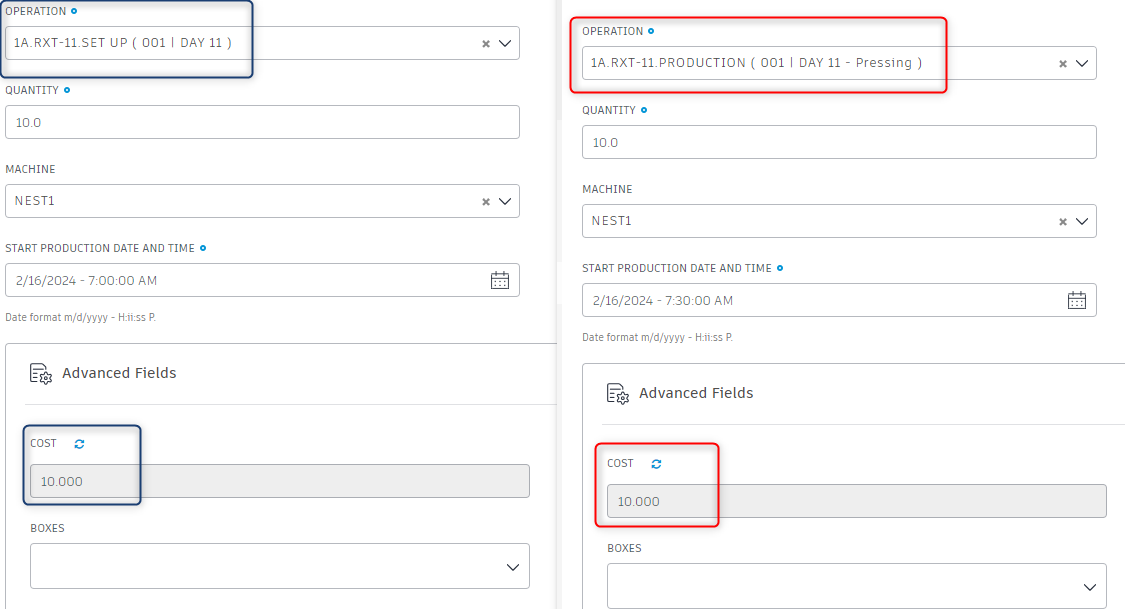 OPERATION
1A.RXT-11.SET UP ( 001 | DAY 11 )
QUANTITY
10.0
MACHINE
NEST1
START PRODUCTION DATE AND TIME
2/16/2024 - 7:00:00 AM
Date format m/d/yyyy - H:ii:ss P.
Advanced Fields
COST
10.000
BOXES
OPERATION
1A.RXT-11.PRODUCTION ( 001 | DAY 11 - Pressing )
QUANTITY
10.0
MACHINE
NEST1
START PRODUCTION DATE AND TIME
2/16/2024 - 7:30:00 AM
Date format m/d/yyyy - H:ii:ss P.
Advanced Fields
COST
10.000
BOXES